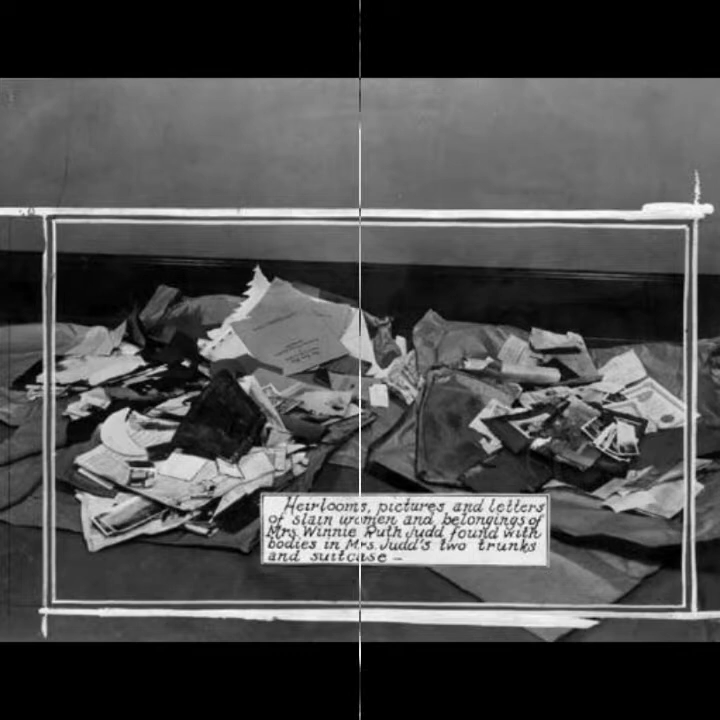 Heirlooms, pictures and letters
of slain women and belongings of
Mrs. Winnie Ruth Judd found with
bodies in Mrs. Judd's two trunks
and suitcase —